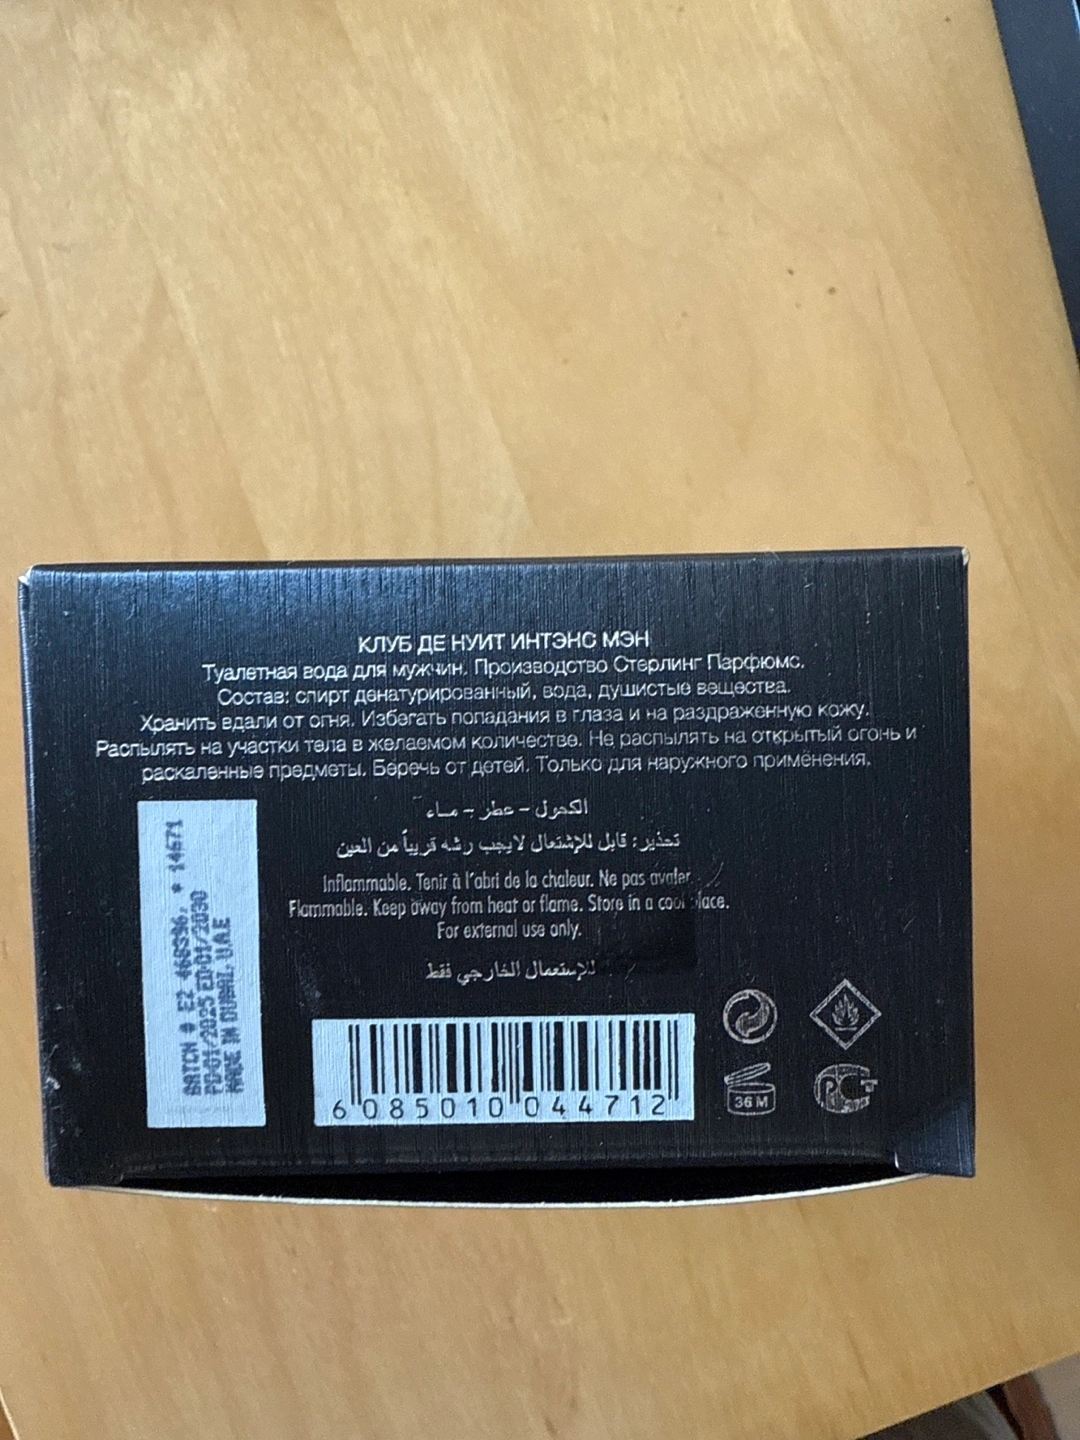 КЛУБ ДЕ НУИТ ИНТЭНС МЭН
Туалетная вода для мужчин. Производство Стерлинг Парфюмс.
Состав: спирт денатурированный, вода, душистые вещества.
Хранить вдали от огня. Избегать попадания в глаза и на раздраженную кожу.
Распылять на участки тела в желаемом количестве. Не распылять на открытый огонь и
раскаленные предметы. Беречь от детей. Только для наружного применения.
الكحول - عطر - ماء
تحذير: قابل للإشتعال لايجب رشه قريباً من العين
Inflammable. Tenir à l'abri de la chaleur. Ne pas avaler.
Flammable. Keep away from heat or flame. Store in a cool place.
For external use only.
للإستعمال الخارجي فقط
BATCH # EZ 468396, * 14671
PD-01/2025 ED-01/2030
MADE IN DUBAI, U.A.E
6 085010 044712
36 M
РСТ